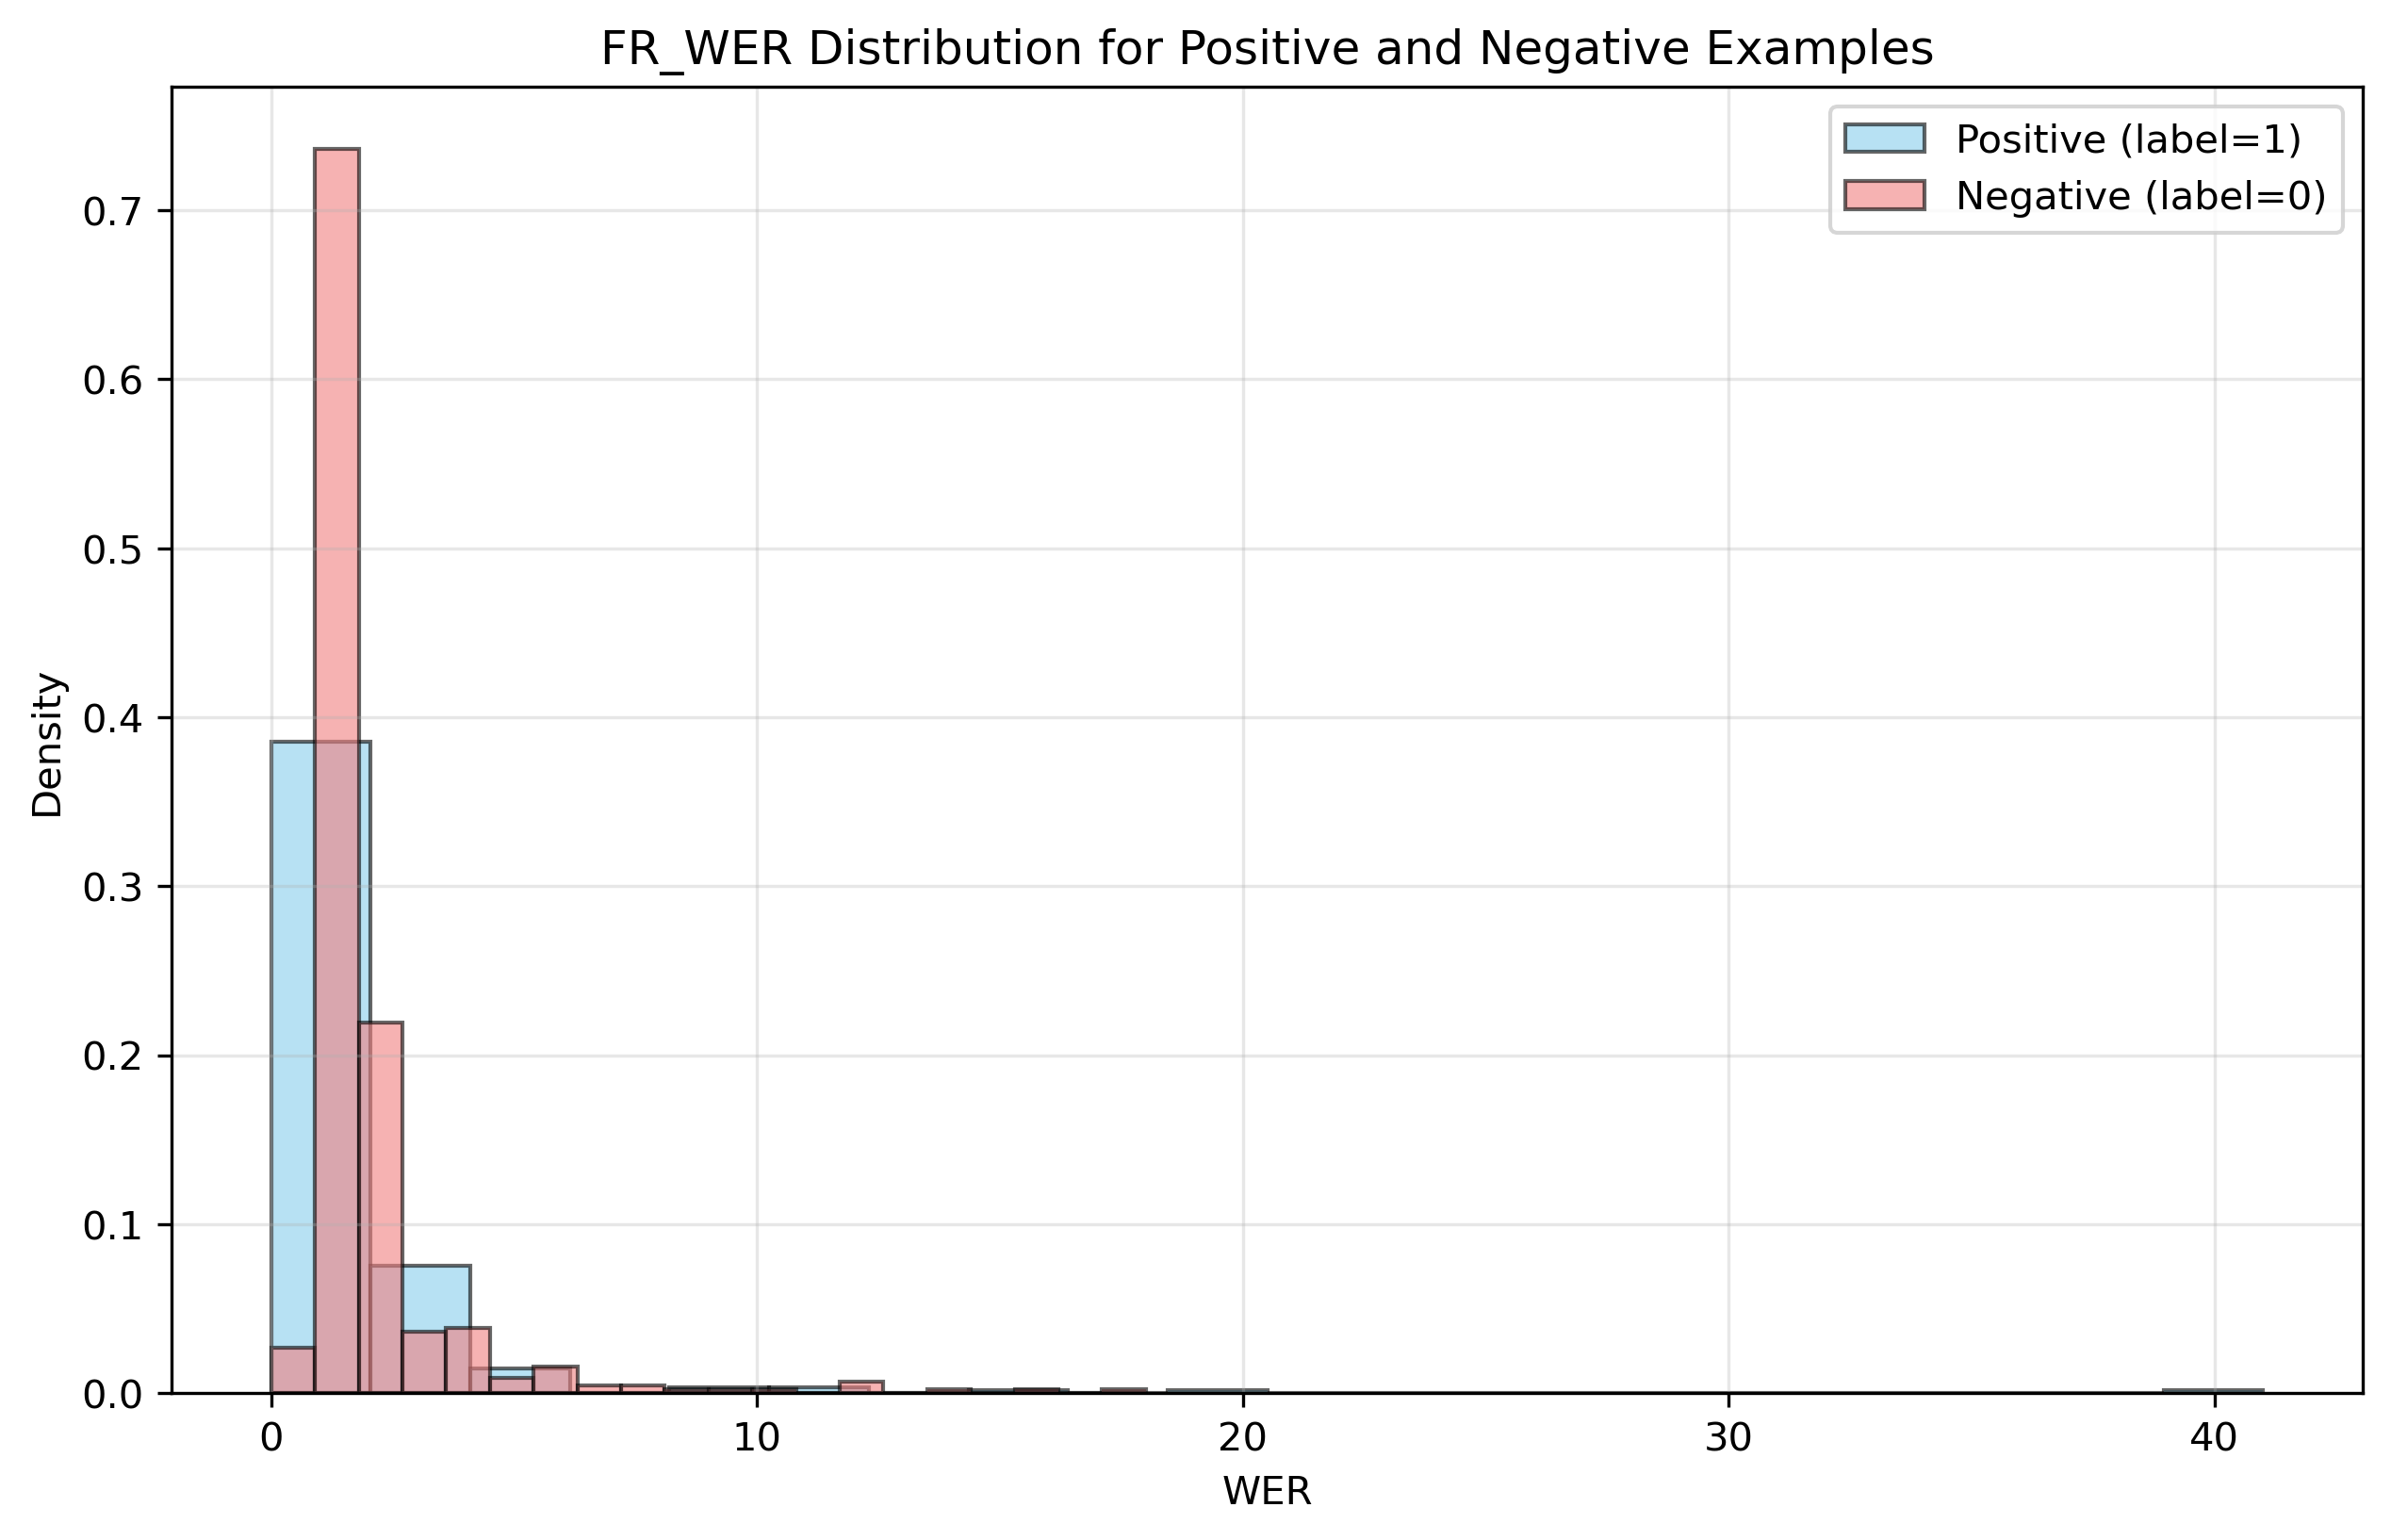 FR_WER Distribution for Positive and Negative Examples
Positive (label=1)
Negative (label=0)
Density
0.7
0.6
0.5
0.4
0.3
0.2
0.1
0.0
0 10 20 30 40
WER